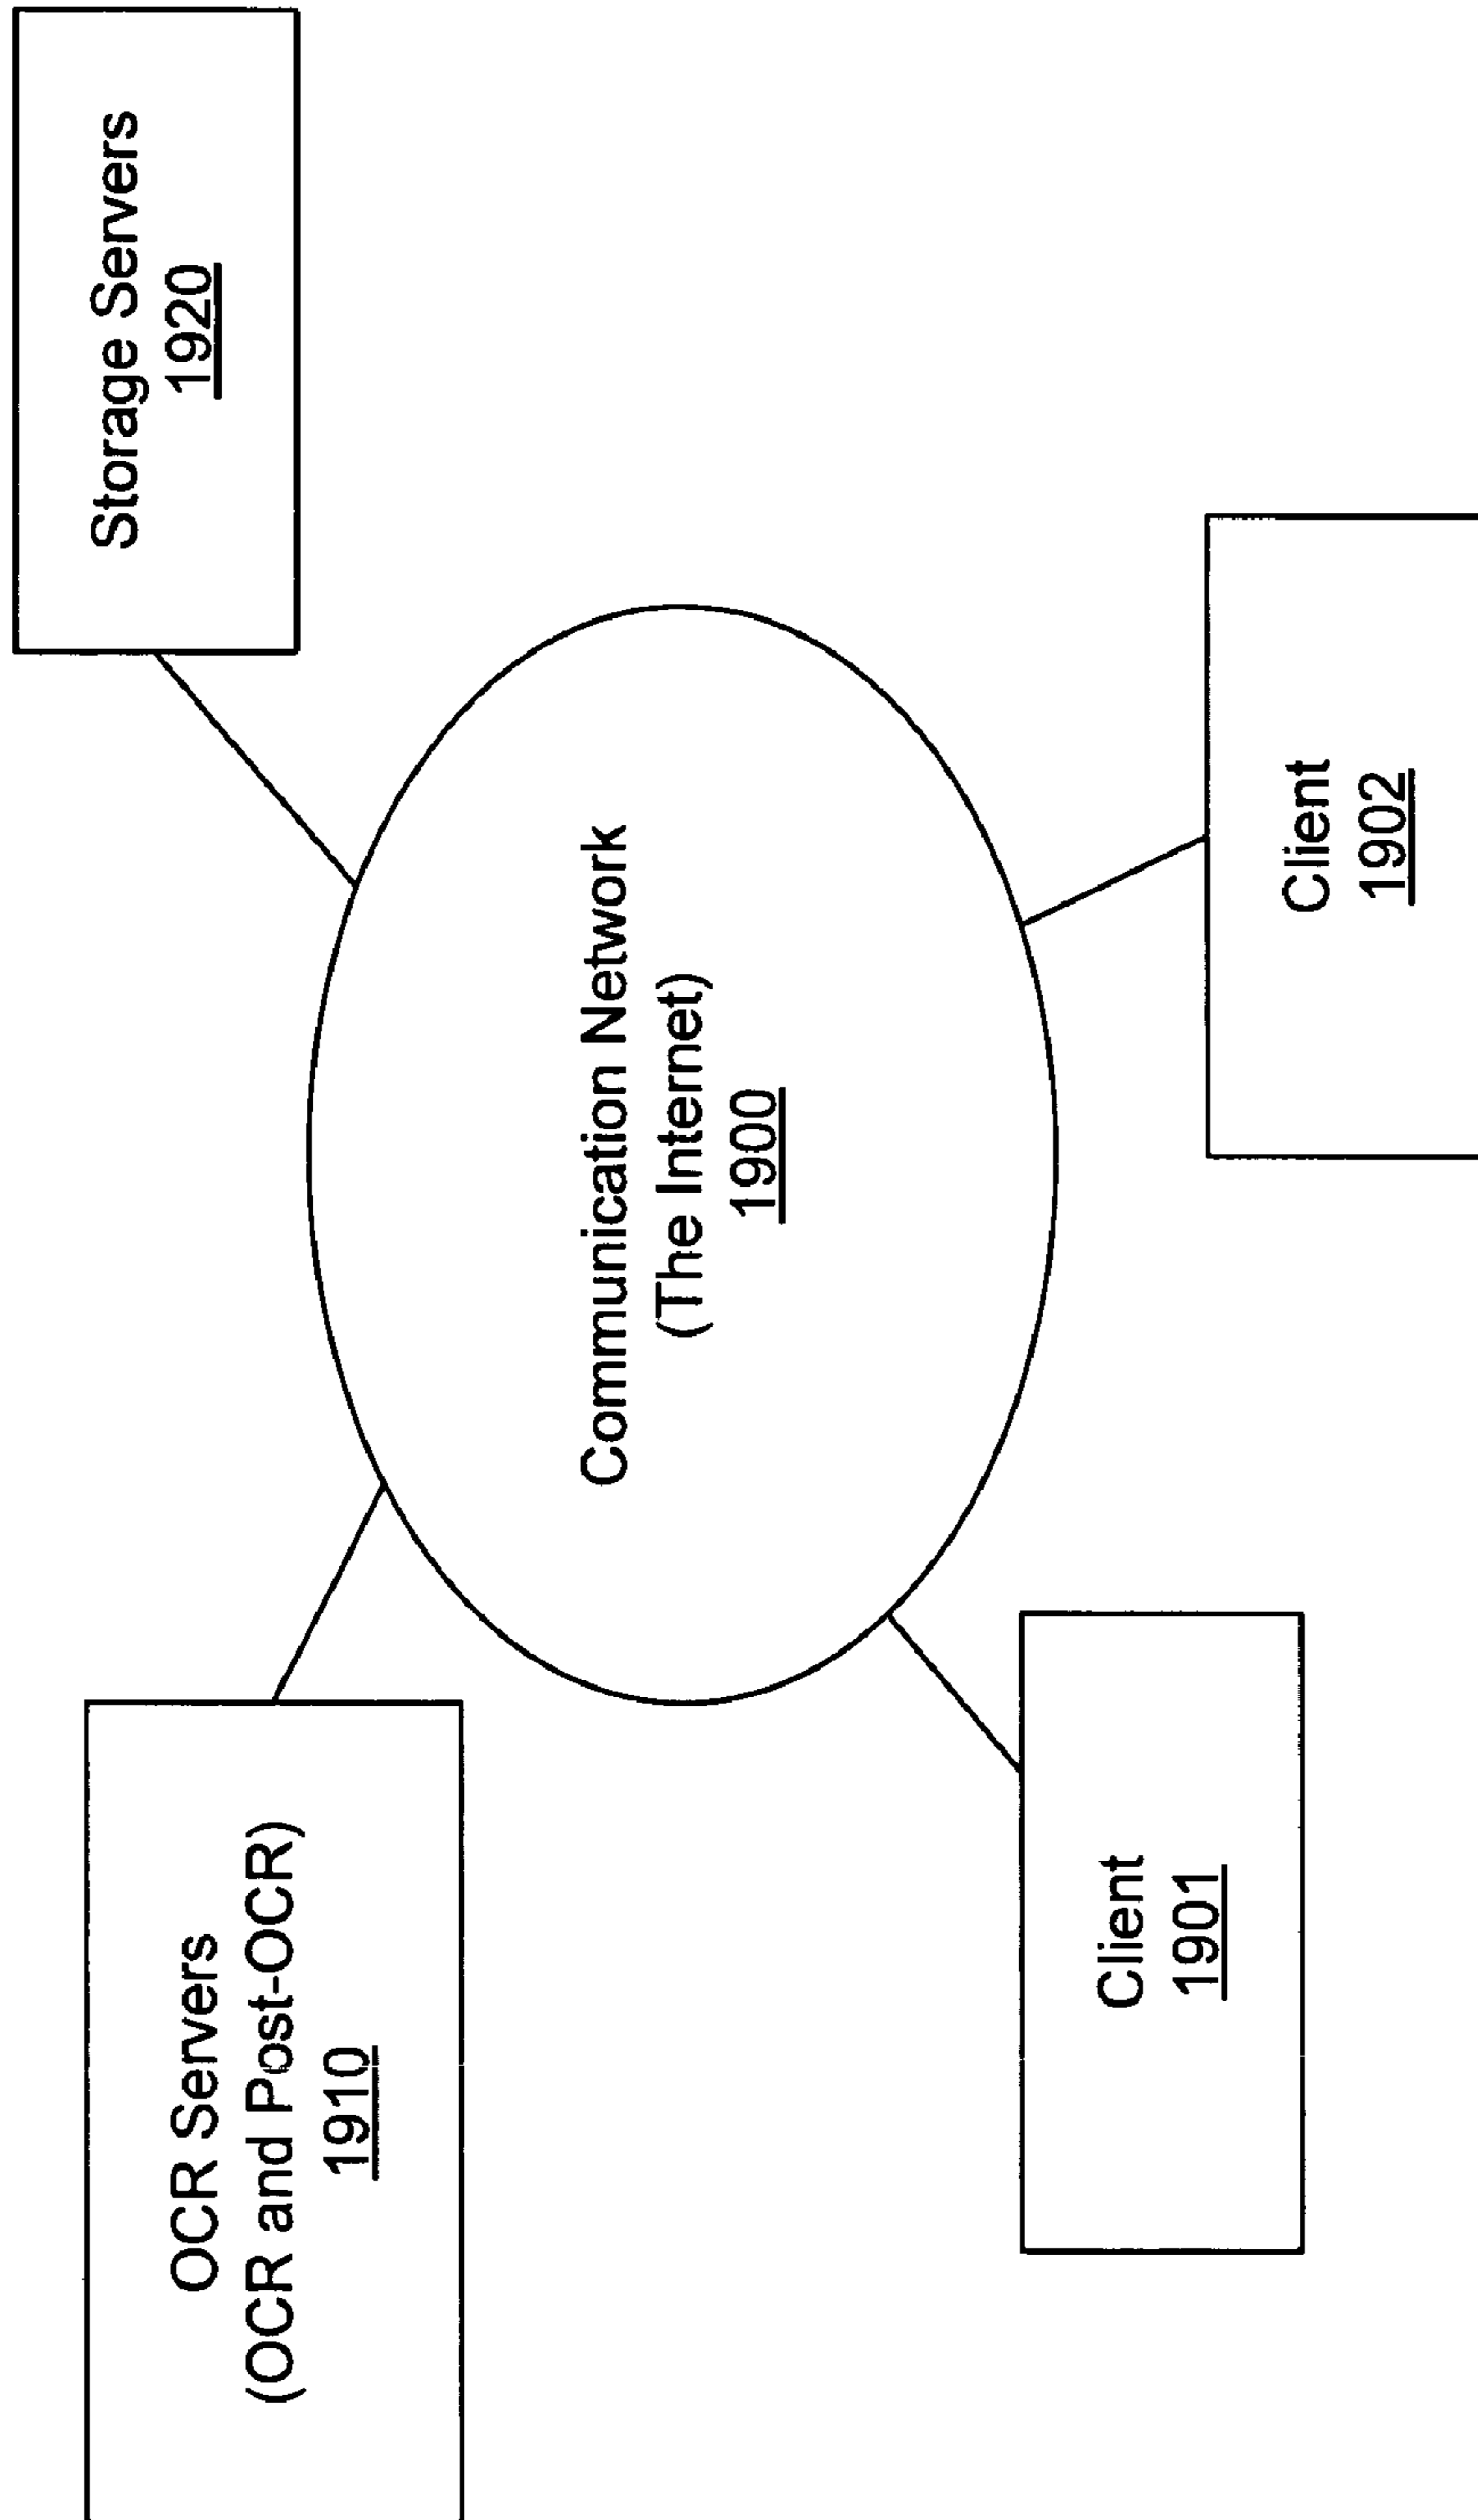 OCR Servers
(OCR and Post-OCR)
1910
Storage Servers
1920
Communication Network
(The Internet)
1900
Client
1901
Client
1902